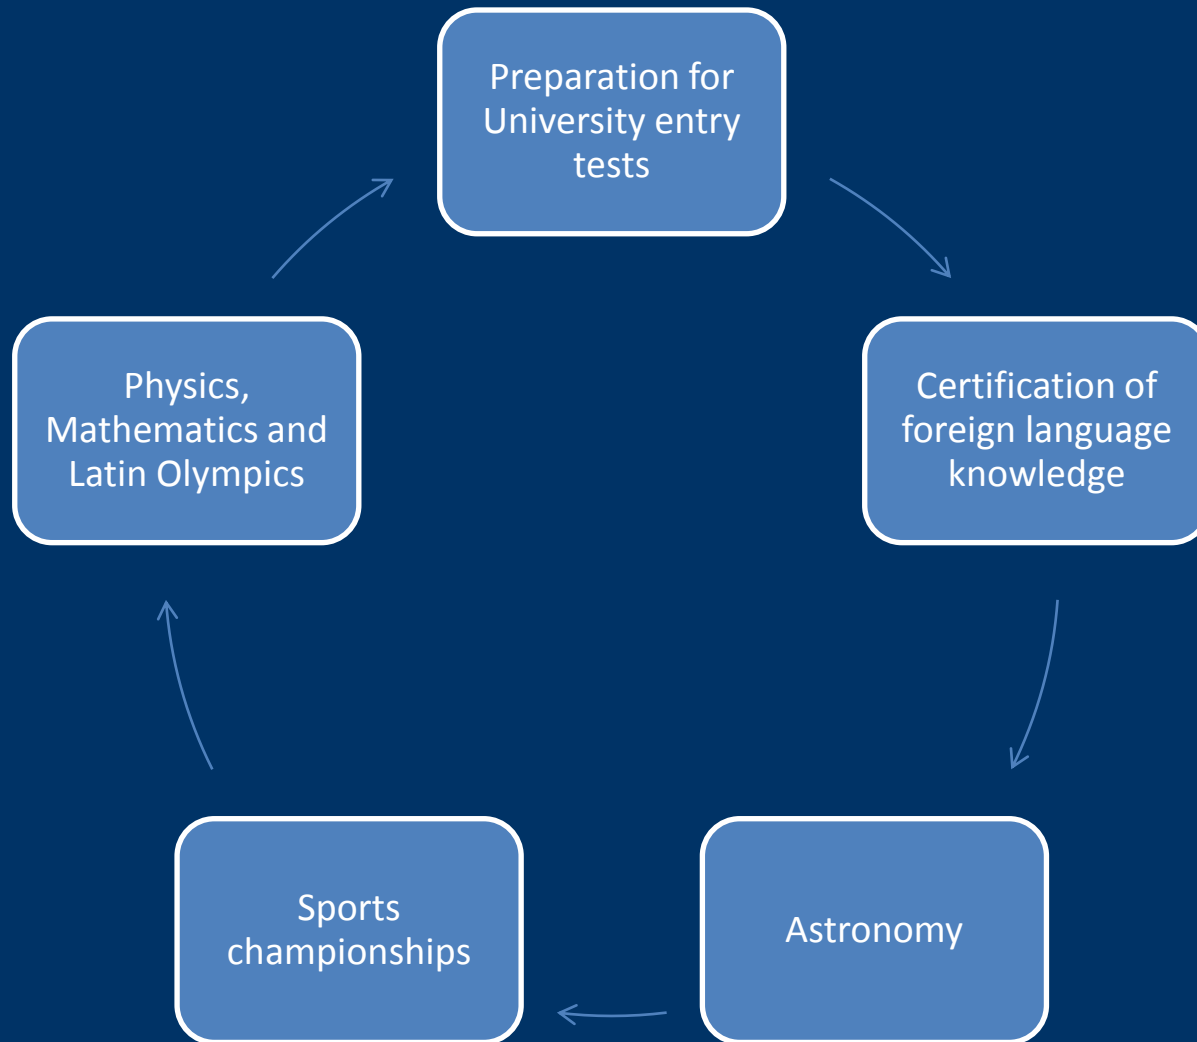 Preparation for
University entry
tests
Certification of
foreign language
knowledge
Astronomy
Sports
championships
Physics,
Mathematics and
Latin Olympics